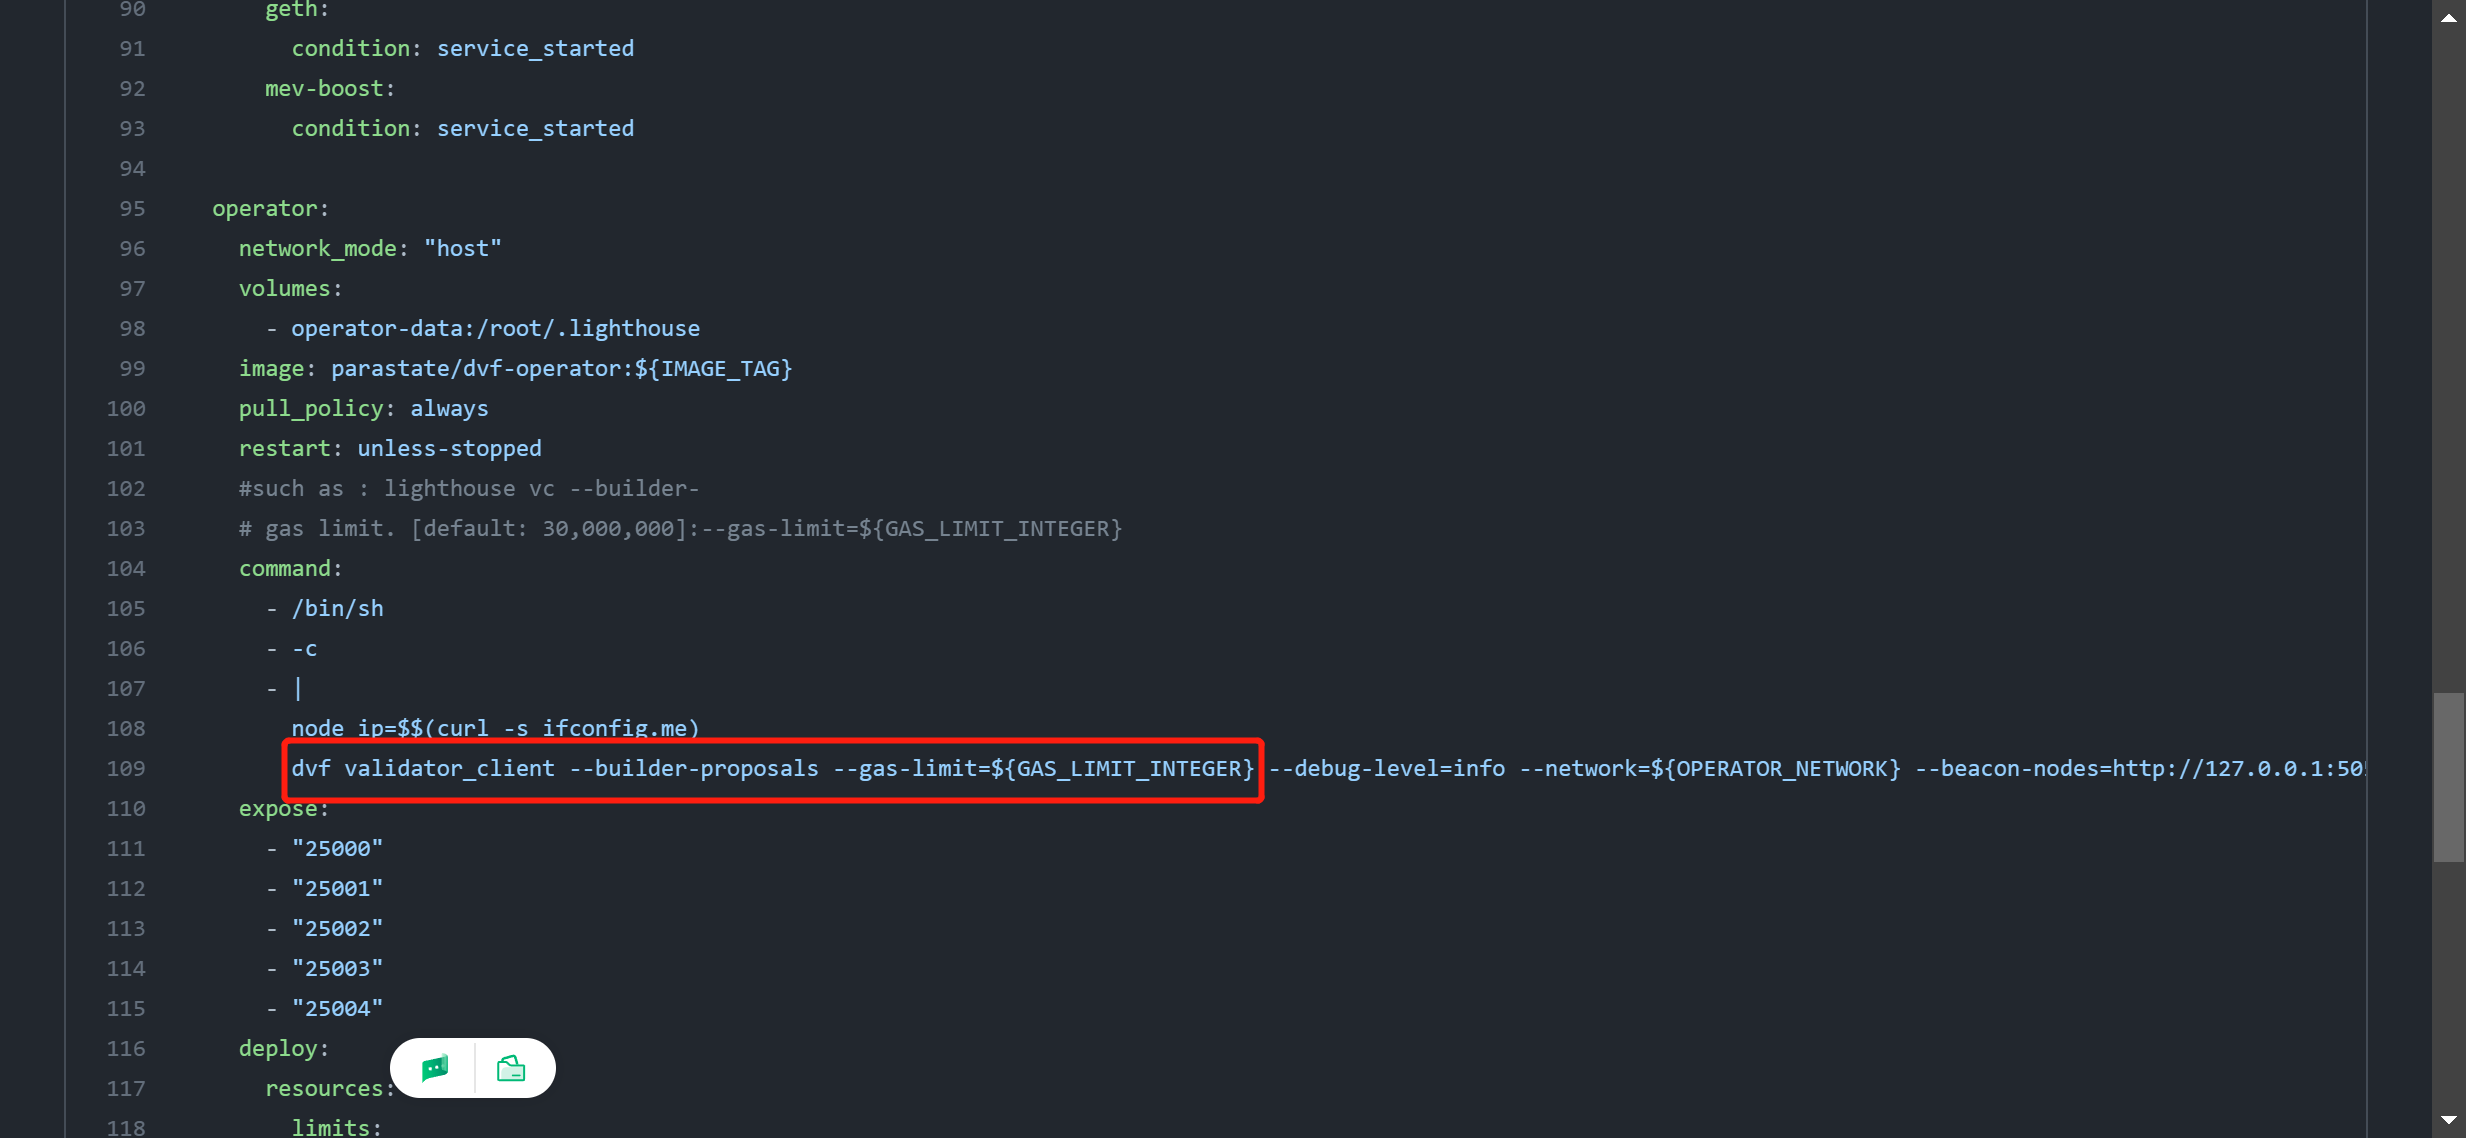 90 geth:
91 condition: service_started
92 mev-boost:
93 condition: service_started
94
95 operator:
96 network_mode: "host"
97 volumes:
98 - operator-data:/root/.lighthouse
99 image: parastate/dvf-operator:${IMAGE_TAG}
100 pull_policy: always
101 restart: unless-stopped
102 #such as : lighthouse vc --builder-
103 # gas limit. [default: 30,000,000]:--gas-limit=${GAS_LIMIT_INTEGER}
104 command:
105 - /bin/sh
106 - -c
107 - |
108 node_ip=$$(curl -s ifconfig.me)
109 dvf validator_client --builder-proposals --gas-limit=${GAS_LIMIT_INTEGER} --debug-level=info --network=${OPERATOR_NETWORK} --beacon-nodes=http://127.0.0.1:50
110 expose:
111 - "25000"
112 - "25001"
113 - "25002"
114 - "25003"
115 - "25004"
116 deploy:
117 resources:
118 limits: